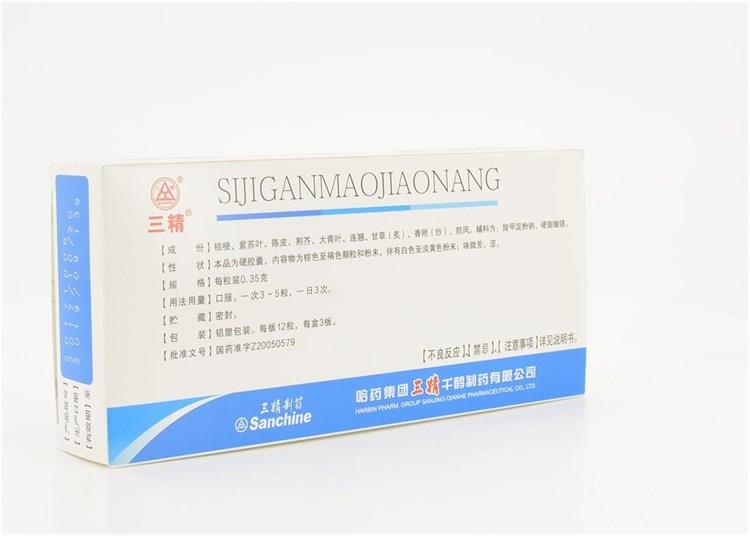 三精
SIJIGANMAOJIAONANG
【成 份】桔梗、紫苏叶、陈皮、荆芥、大青叶、连翘、甘草(炙)、香附(炒)、防风。辅料为:羧甲淀粉钠、硬脂酸镁。
【性 状】本品为硬胶囊,内容物为棕色至褐色颗粒和粉末,伴有白色至淡黄色粉末;味微苦、涩。
【规 格】每粒装0.35克
【用法用量】口服。一次3~5粒,一日3次。
【贮 藏】密封。
【包 装】铝塑包装。每板12粒,每盒3板。
【批准文号】国药准字Z20050579
【不良反应】、【禁忌】、【注意事项】详见说明书。
三精制药
Sanchine
哈药集团三精千鹤制药有限公司
HARBIN PHARM. GROUP SANJING QIANHE PHARMACEUTICAL CO., LTD.